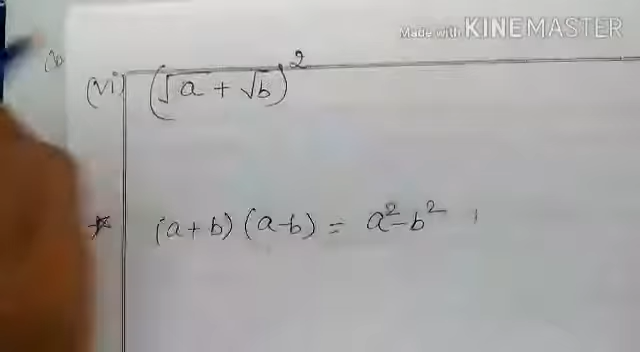 Made with KINEMASTER
(vi) (√a + √b)²
* (a+b) (a-b) = a²-b²